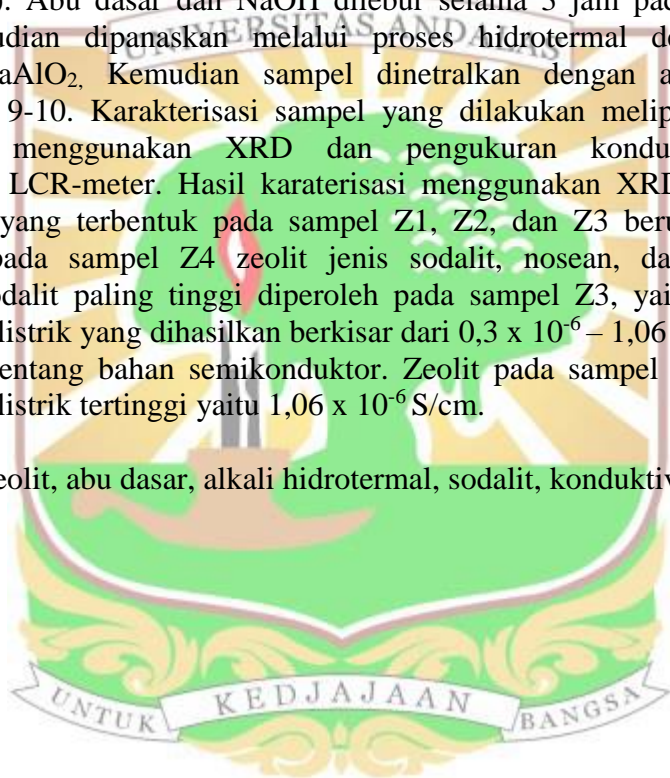 ). Abu dasar dan NaOH dilebur selama 3 jam pad
udian dipanaskan melalui proses hidrotermal d
aAlO2, Kemudian sampel dinetralkan dengan a
9-10. Karakterisasi sampel yang dilakukan melip
menggunakan XRD dan pengukuran kondu
LCR-meter. Hasil karaterisasi menggunakan XRD
yang terbentuk pada sampel Z1, Z2, dan Z3 beru
pada sampel Z4 zeolit jenis sodalit, nosean, da
odalit paling tinggi diperoleh pada sampel Z3, yai
listrik yang dihasilkan berkisar dari 0,3 x 10-6 – 1,06
entang bahan semikonduktor. Zeolit pada sampel
listrik tertinggi yaitu 1,06 x 10-6 S/cm.
eolit, abu dasar, alkali hidrotermal, sodalit, konduktiv
UNIVERSITAS ANDALAS
UNTUK KEDJAJAAN BANGSA